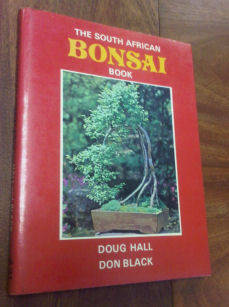 THE SOUTH AFRICAN
BONSAI
BOOK
DOUG HALL
DON BLACK